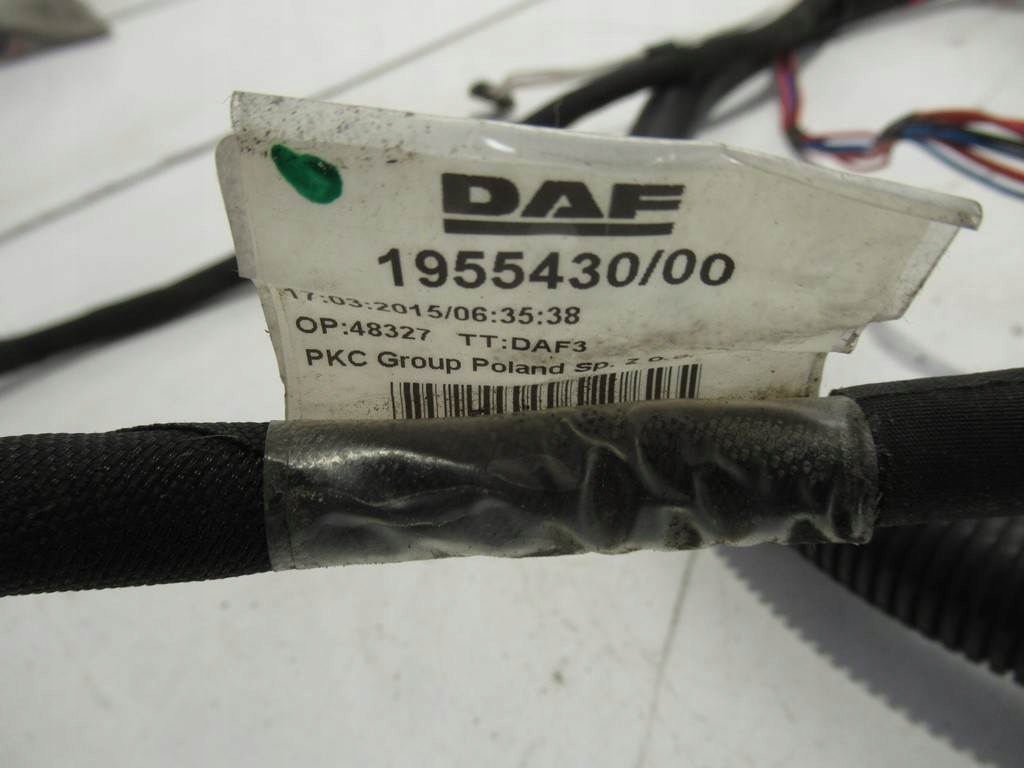 DAF
1955430/00
17:03:2015/06:35:38
OP:48327 TT:DAF3
PKC Group Poland Sp. z o.o.